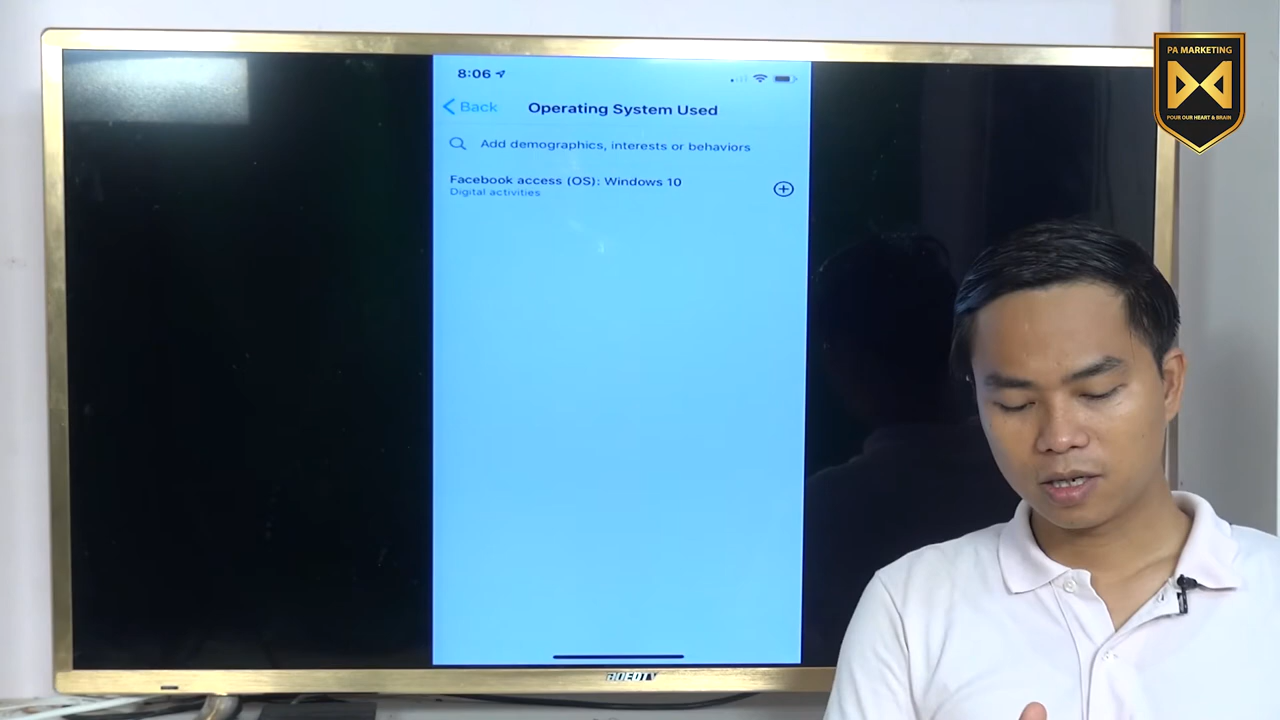 8:06
Back
Operating System Used
Add demographics, interests or behaviors
Facebook access (OS): Windows 10
Digital activities
PA MARKETING
POUR OUR HEART & BRAIN